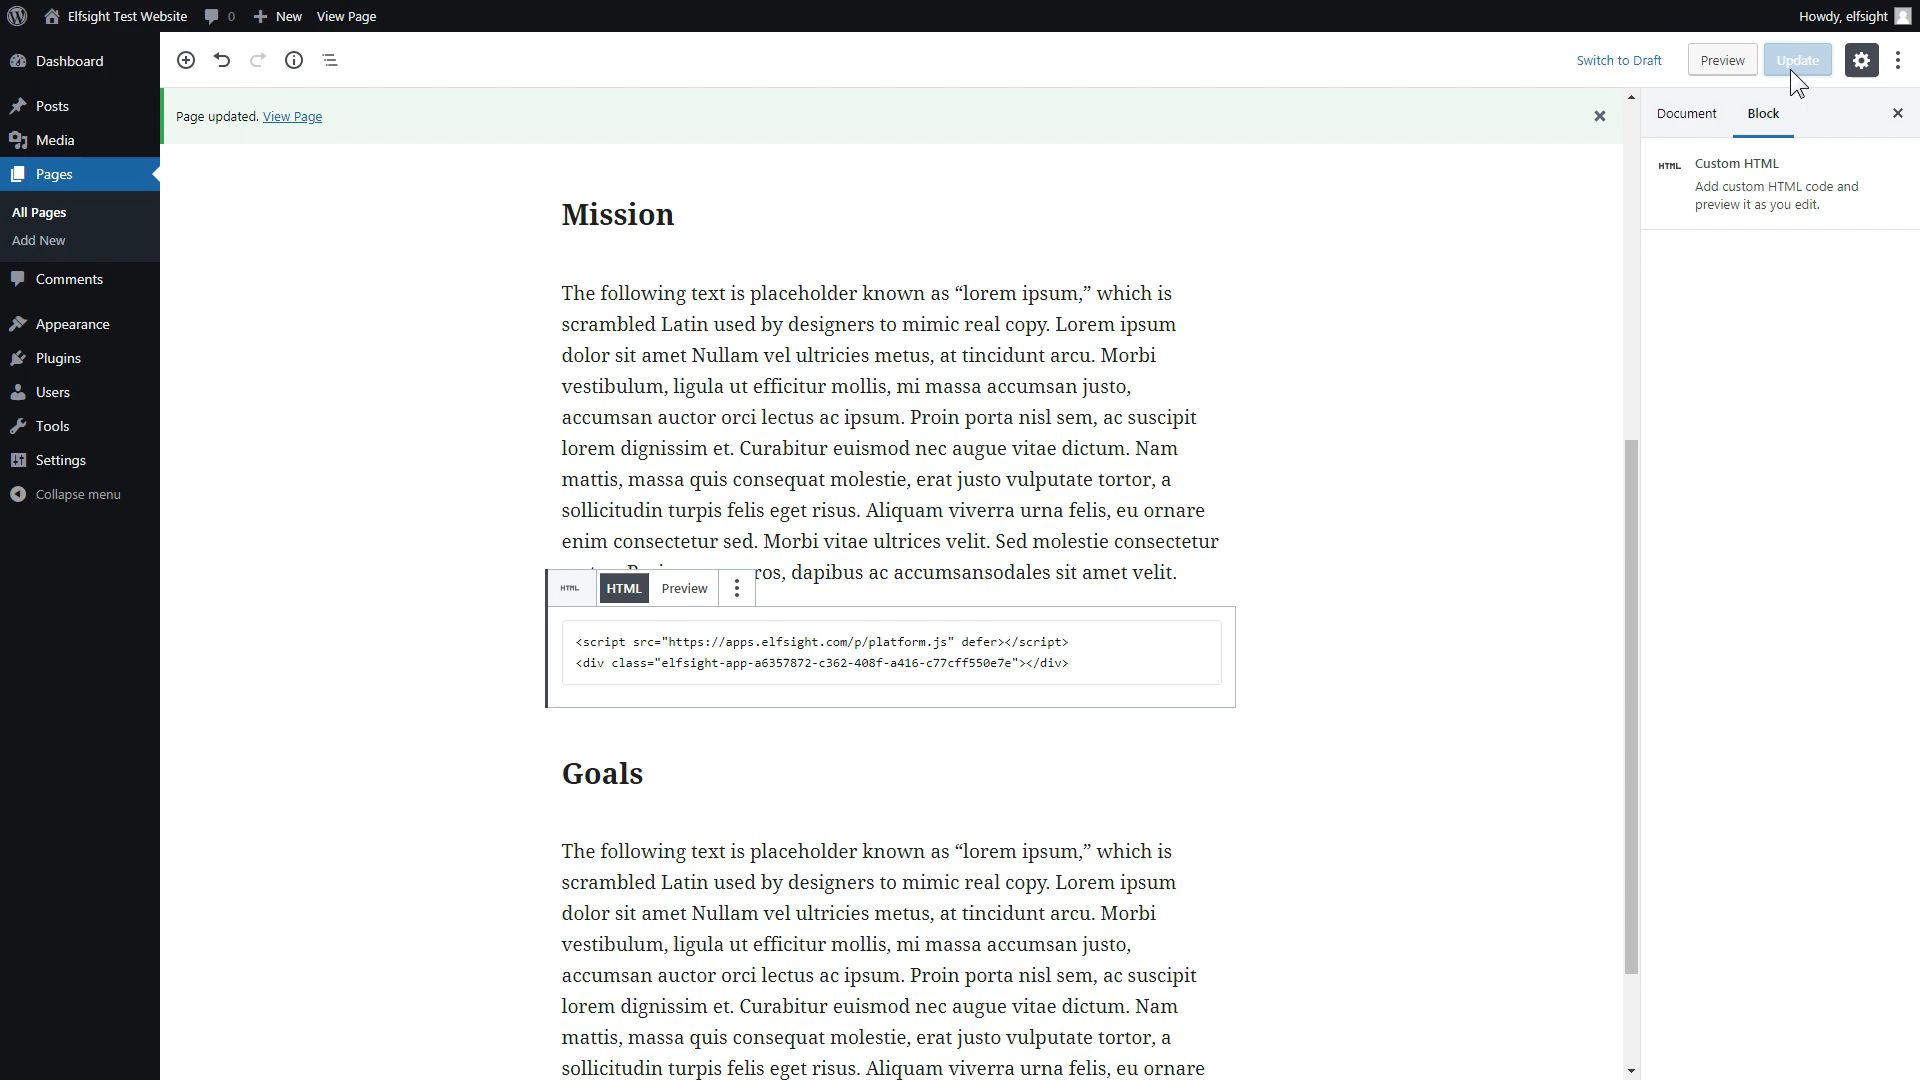 Elfsight Test Website
0
New
View Page
Howdy, elfsight
Dashboard
Posts
Media
Pages
All Pages
Add New
Comments
Appearance
Plugins
Users
Tools
Settings
Collapse menu
Switch to Draft
Preview
Update
Page updated. View Page
Document
Block
HTML
Custom HTML
Add custom HTML code and
preview it as you edit.
Mission
The following text is placeholder known as “lorem ipsum,” which is
scrambled Latin used by designers to mimic real copy. Lorem ipsum
dolor sit amet Nullam vel ultricies metus, at tincidunt arcu. Morbi
vestibulum, ligula ut efficitur mollis, mi massa accumsan justo,
accumsan auctor orci lectus ac ipsum. Proin porta nisl sem, ac suscipit
lorem dignissim et. Curabitur euismod nec augue vitae dictum. Nam
mattis, massa quis consequat molestie, erat justo vulputate tortor, a
sollicitudin turpis felis eget risus. Aliquam viverra urna felis, eu ornare
enim consectetur sed. Morbi vitae ultrices velit. Sed molestie consectetur
dapibus ac accumsansodales sit amet velit.
HTML
HTML
Preview
<script src="https://apps.elfsight.com/p/platform.js" defer></script>
<div class="elfsight-app-a6357872-c362-408f-a416-c77cff550e7e"></div>
Goals
The following text is placeholder known as “lorem ipsum,” which is
scrambled Latin used by designers to mimic real copy. Lorem ipsum
dolor sit amet Nullam vel ultricies metus, at tincidunt arcu. Morbi
vestibulum, ligula ut efficitur mollis, mi massa accumsan justo,
accumsan auctor orci lectus ac ipsum. Proin porta nisl sem, ac suscipit
lorem dignissim et. Curabitur euismod nec augue vitae dictum. Nam
mattis, massa quis consequat molestie, erat justo vulputate tortor, a
sollicitudin turpis felis eget risus. Aliquam viverra urna felis, eu ornare